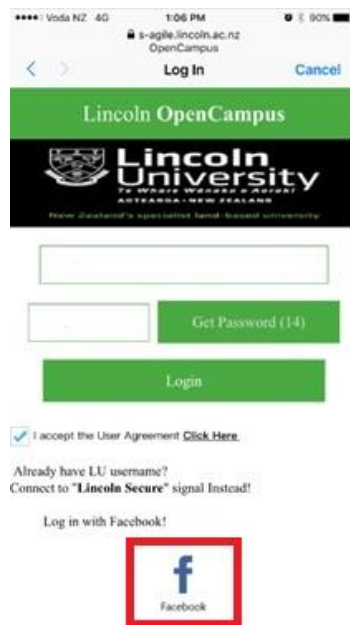 Voda NZ 4G 1:06 PM 90%
s-agile.lincoln.ac.nz
OpenCampus
Log In Cancel
Lincoln OpenCampus
Lincoln
University
Te Whare Wānaka o Aoraki
AOTEAROA • NEW ZEALAND
New Zealand's specialist land-based university
Get Password (14)
Login
I accept the User Agreement Click Here
Already have LU username?
Connect to "Lincoln Secure" signal Instead!
Log in with Facebook!
f
Facebook